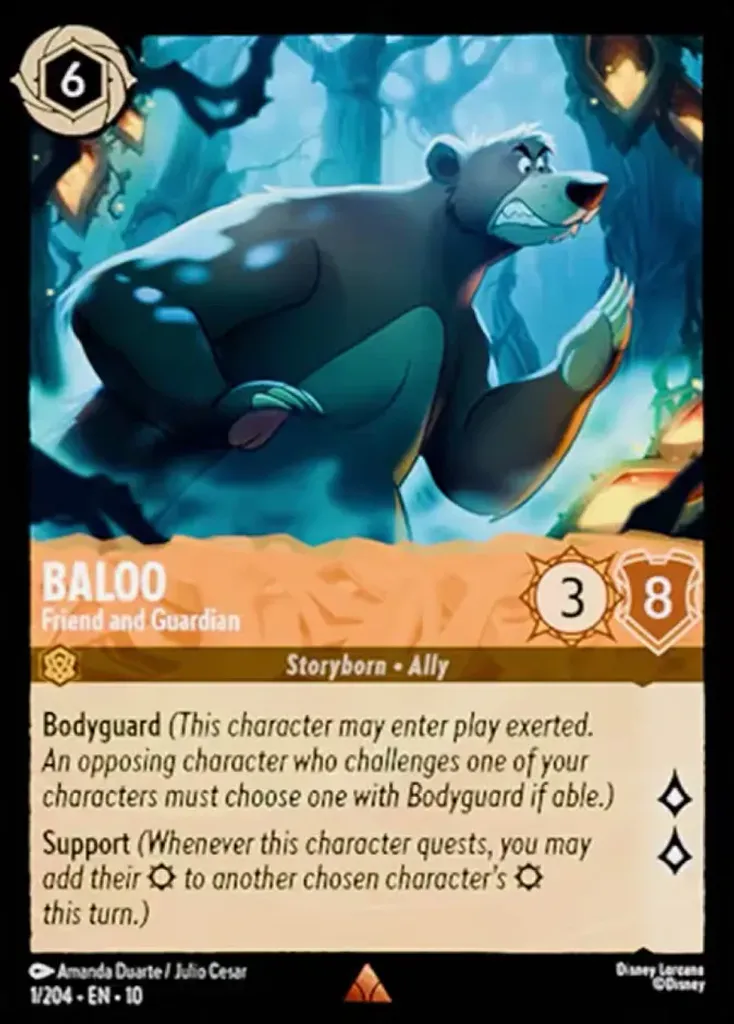 6
BALOO
Friend and Guardian
3
8
Storyborn • Ally
Bodyguard (This character may enter play exerted.
An opposing character who challenges one of your
characters must choose one with Bodyguard if able.)
Support (Whenever this character quests, you may
add their to another chosen character's
this turn.)
Amanda Duarte / Julio Cesar
1/204 • EN • 10
Disney Lorcana
©Disney